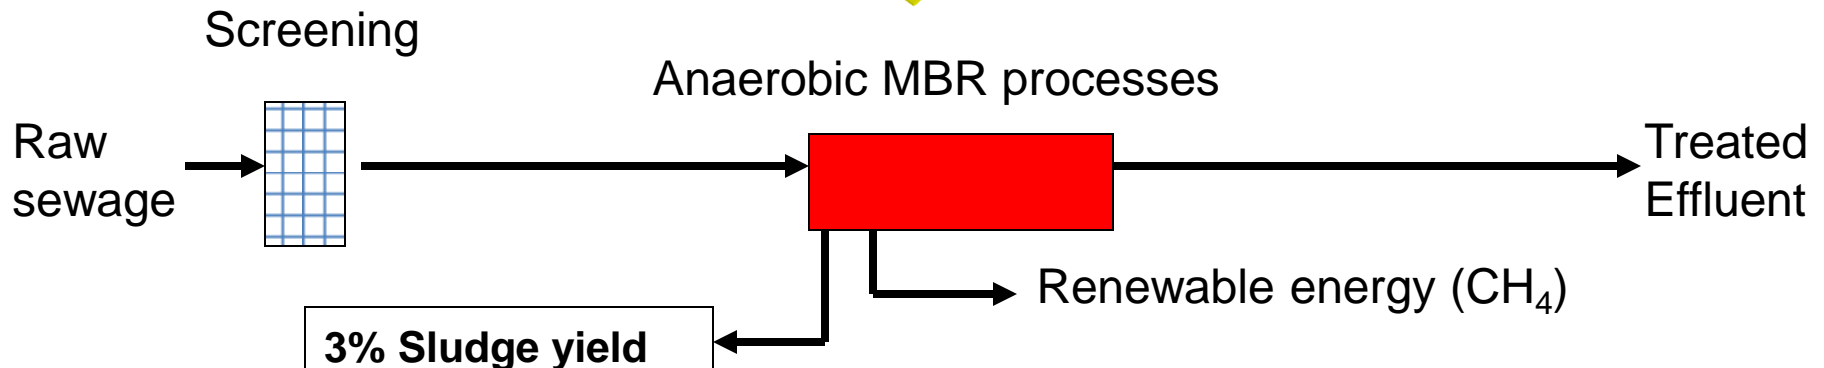 Screening
Anaerobic MBR processes
Raw
sewage
Treated
Effluent
Renewable energy (CH₄)
3% Sludge yield